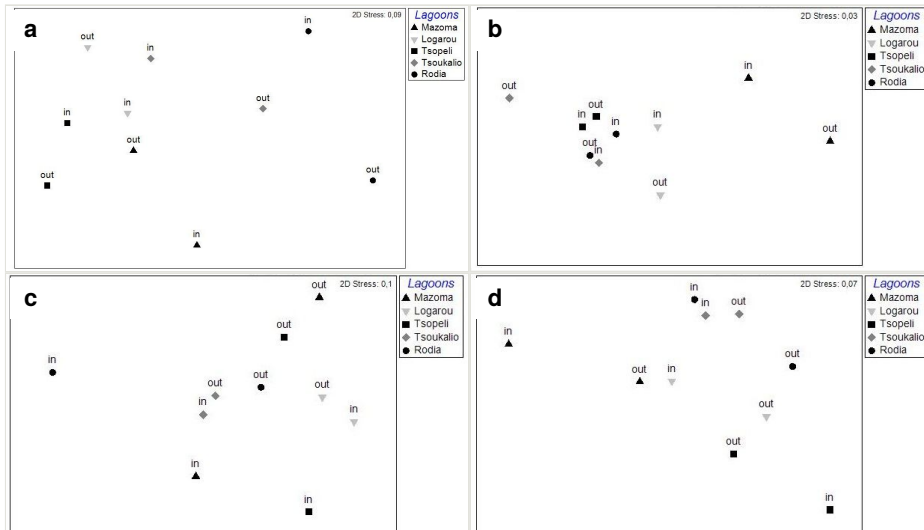 a
2D Stress: 0,09
Lagoons
Mazoma
Logarou
Tsopeli
Tsoukalio
Rodia
in
out
in
out
in
in
out
out
out
in
b
2D Stress: 0,03
Lagoons
Mazoma
Logarou
Tsopeli
Tsoukalio
Rodia
in
out
out
in
in
in
out
out
in
out
c
2D Stress: 0,1
Lagoons
Mazoma
Logarou
Tsopeli
Tsoukalio
Rodia
out
out
in
out
out
out
in
in
in
in
d
2D Stress: 0,07
Lagoons
Mazoma
Logarou
Tsopeli
Tsoukalio
Rodia
in
in
out
in
out
out
in
out
out
in